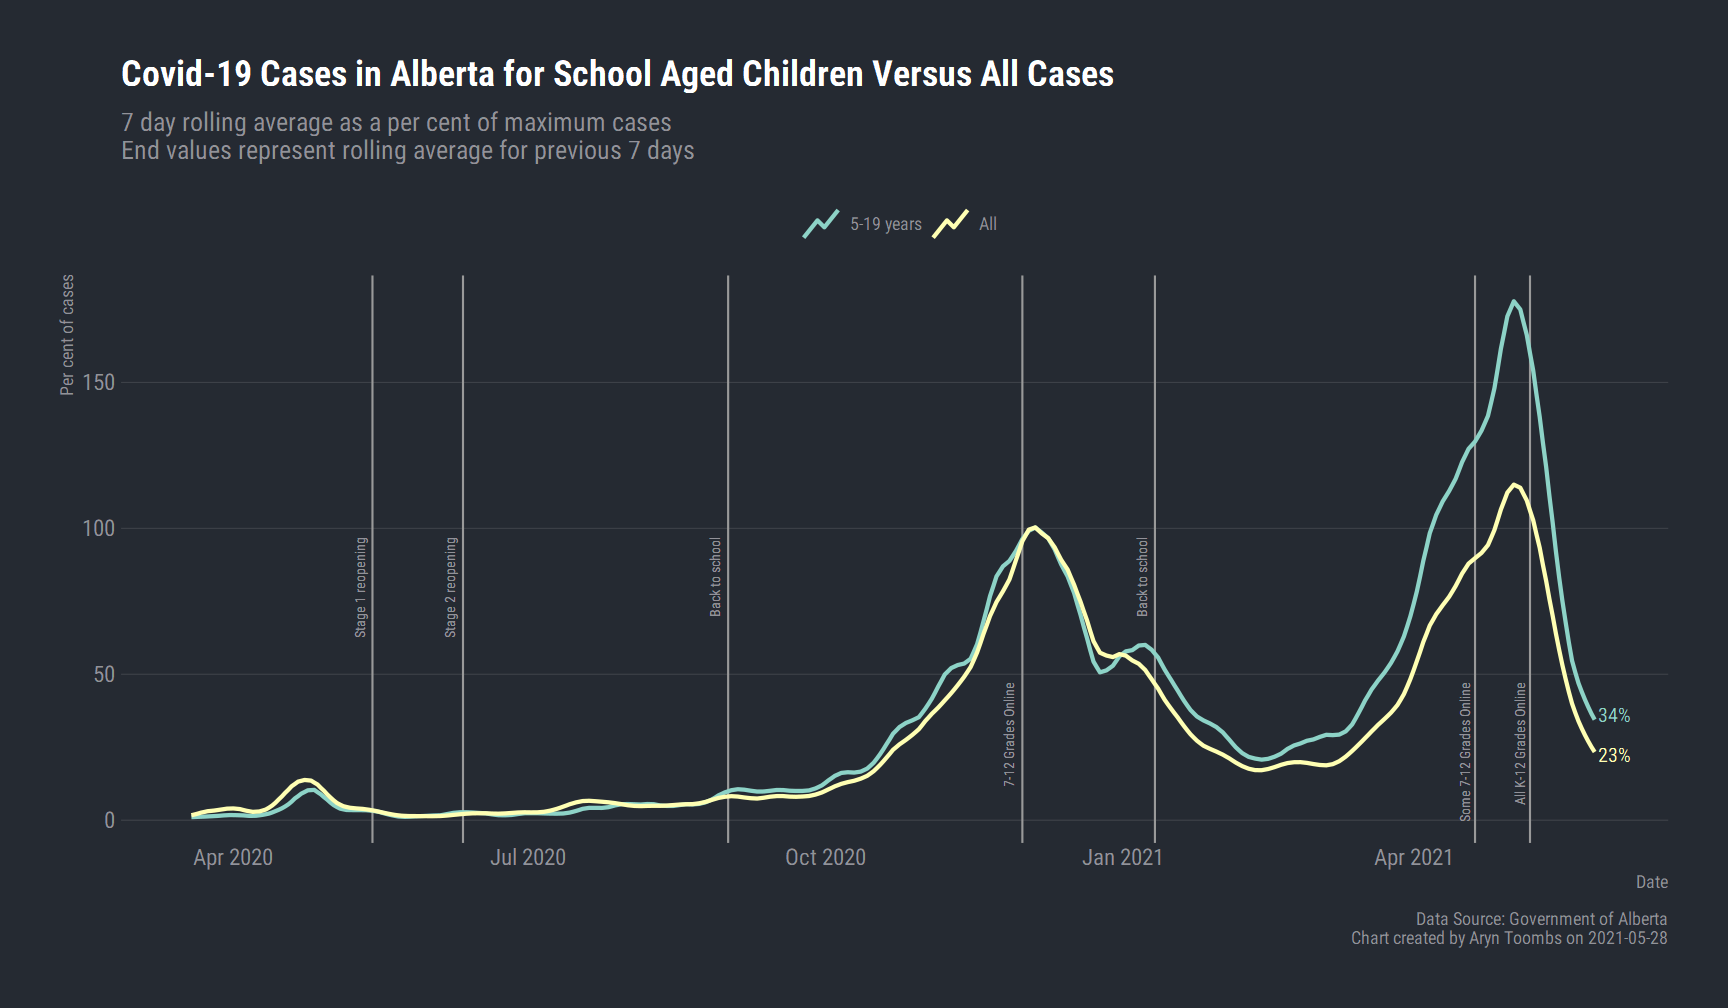 Covid-19 Cases in Alberta for School Aged Children Versus All Cases
7 day rolling average as a per cent of maximum cases
End values represent rolling average for previous 7 days
5-19 years
All
Per cent of cases
150
100
50
0
Stage 1 reopening
Stage 2 reopening
Back to school
7-12 Grades Online
Back to school
Some 7-12 Grades Online
All K-12 Grades Online
34%
23%
Apr 2020
Jul 2020
Oct 2020
Jan 2021
Apr 2021
Date
Data Source: Government of Alberta
Chart created by Aryn Toombs on 2021-05-28